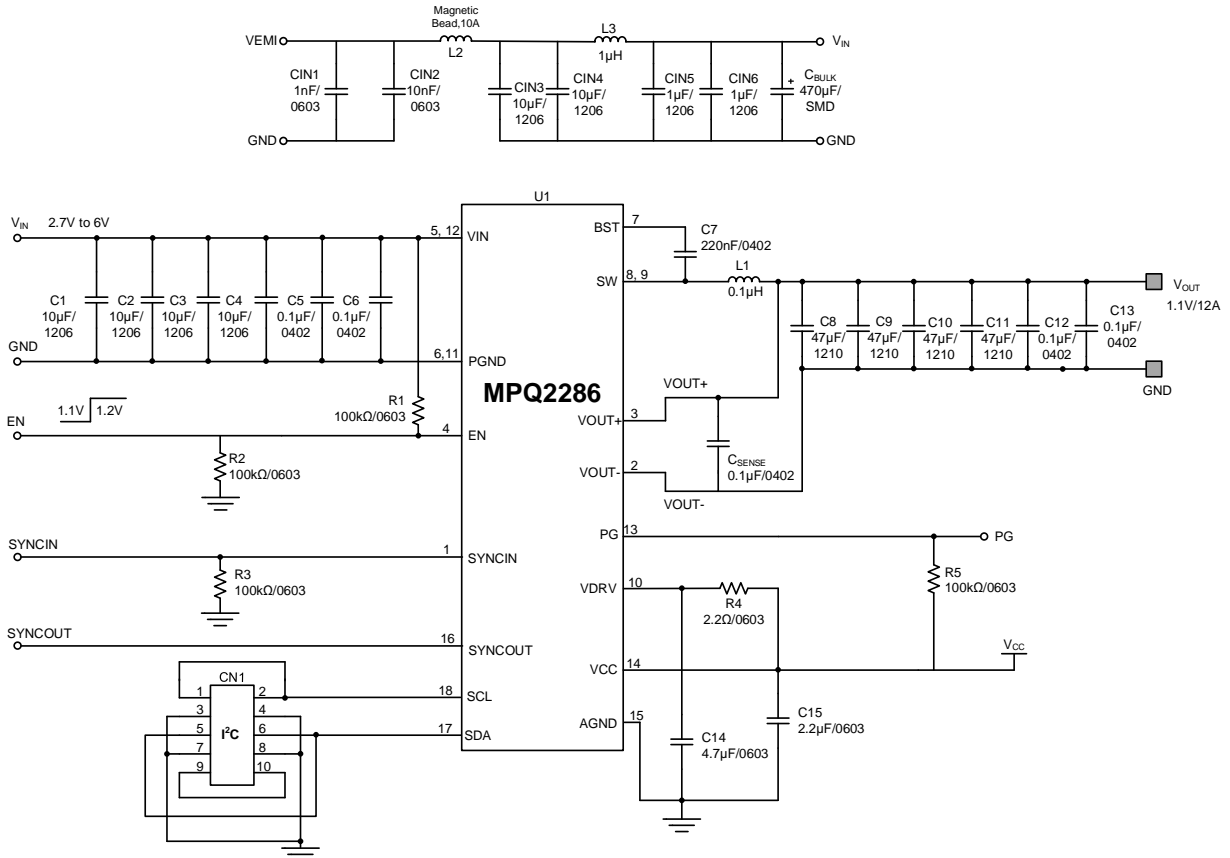 Magnetic
Bead,10A
L3
VEMI
VIN
L2
1µH
CIN1
1nF/
0603
CIN2
10nF/
0603
CIN3
10µF/
1206
CIN4
10µF/
1206
CIN5
1µF/
1206
CIN6
1µF/
1206
+
CBULK
470µF/
SMD
GND
GND
U1
VIN
2.7V to 6V
5, 12
VIN
BST
7
C7
220nF/0402
SW
8, 9
L1
0.1µH
VOUT
1.1V/12A
C1
10µF/
1206
C2
10µF/
1206
C3
10µF/
1206
C4
10µF/
1206
C5
0.1µF/
0402
C6
0.1µF/
0402
C8
47µF/
1210
C9
47µF/
1210
C10
47µF/
1210
C11
47µF/
1210
C12
0.1µF/
0402
C13
0.1µF/
0402
GND
6,11
PGND
GND
MPQ2286
R1
100kΩ/0603
1.1V
1.2V
EN
4
EN
VOUT+
VOUT+
3
CSENSE
0.1µF/0402
VOUT-
2
VOUT-
R2
100kΩ/0603
PG
13
PG
SYNCIN
1
SYNCIN
R3
100kΩ/0603
VDRV
10
R4
2.2Ω/0603
R5
100kΩ/0603
SYNCOUT
16
SYNCOUT
VCC
14
VCC
CN1
1
2
3
4
5
6
7
8
9
10
I²C
18
SCL
17
SDA
AGND
15
C14
4.7µF/0603
C15
2.2µF/0603